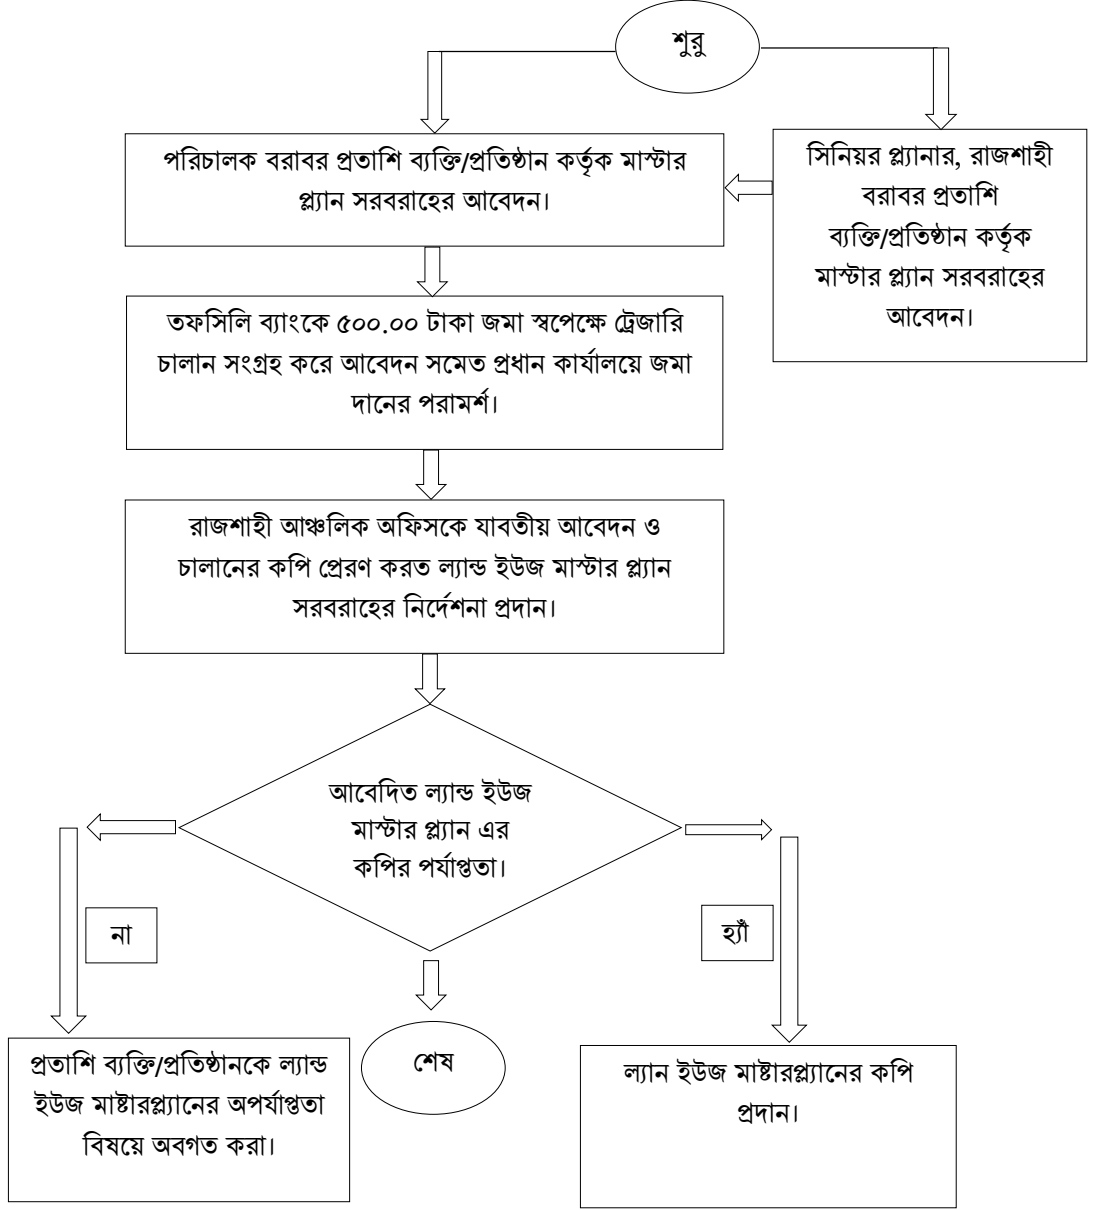 শুরু
পরিচালক বরাবর প্রতাশি ব্যক্তি/প্রতিষ্ঠান কর্তৃক মাস্টার
প্ল্যান সরবরাহের আবেদন।
সিনিয়র প্ল্যানার, রাজশাহী
বরাবর প্রতাশি
ব্যক্তি/প্রতিষ্ঠান কর্তৃক
মাস্টার প্ল্যান সরবরাহের
আবেদন।
তফসিলি ব্যাংকে ৫০০.০০ টাকা জমা স্বপেক্ষে ট্রেজারি
চালান সংগ্রহ করে আবেদন সমেত প্রধান কার্যালয়ে জমা
দানের পরামর্শ।
রাজশাহী আঞ্চলিক অফিসকে যাবতীয় আবেদন ও
চালানের কপি প্রেরণ করত ল্যান্ড ইউজ মাস্টার প্ল্যান
সরবরাহের নির্দেশনা প্রদান।
আবেদিত ল্যান্ড ইউজ
মাস্টার প্ল্যান এর
কপির পর্যাপ্ততা।
না
হ্যাঁ
প্রতাশি ব্যক্তি/প্রতিষ্ঠানকে ল্যান্ড
ইউজ মাষ্টারপ্ল্যানের অপর্যাপ্ততা
বিষয়ে অবগত করা।
শেষ
ল্যান ইউজ মাষ্টারপ্ল্যানের কপি
প্রদান।